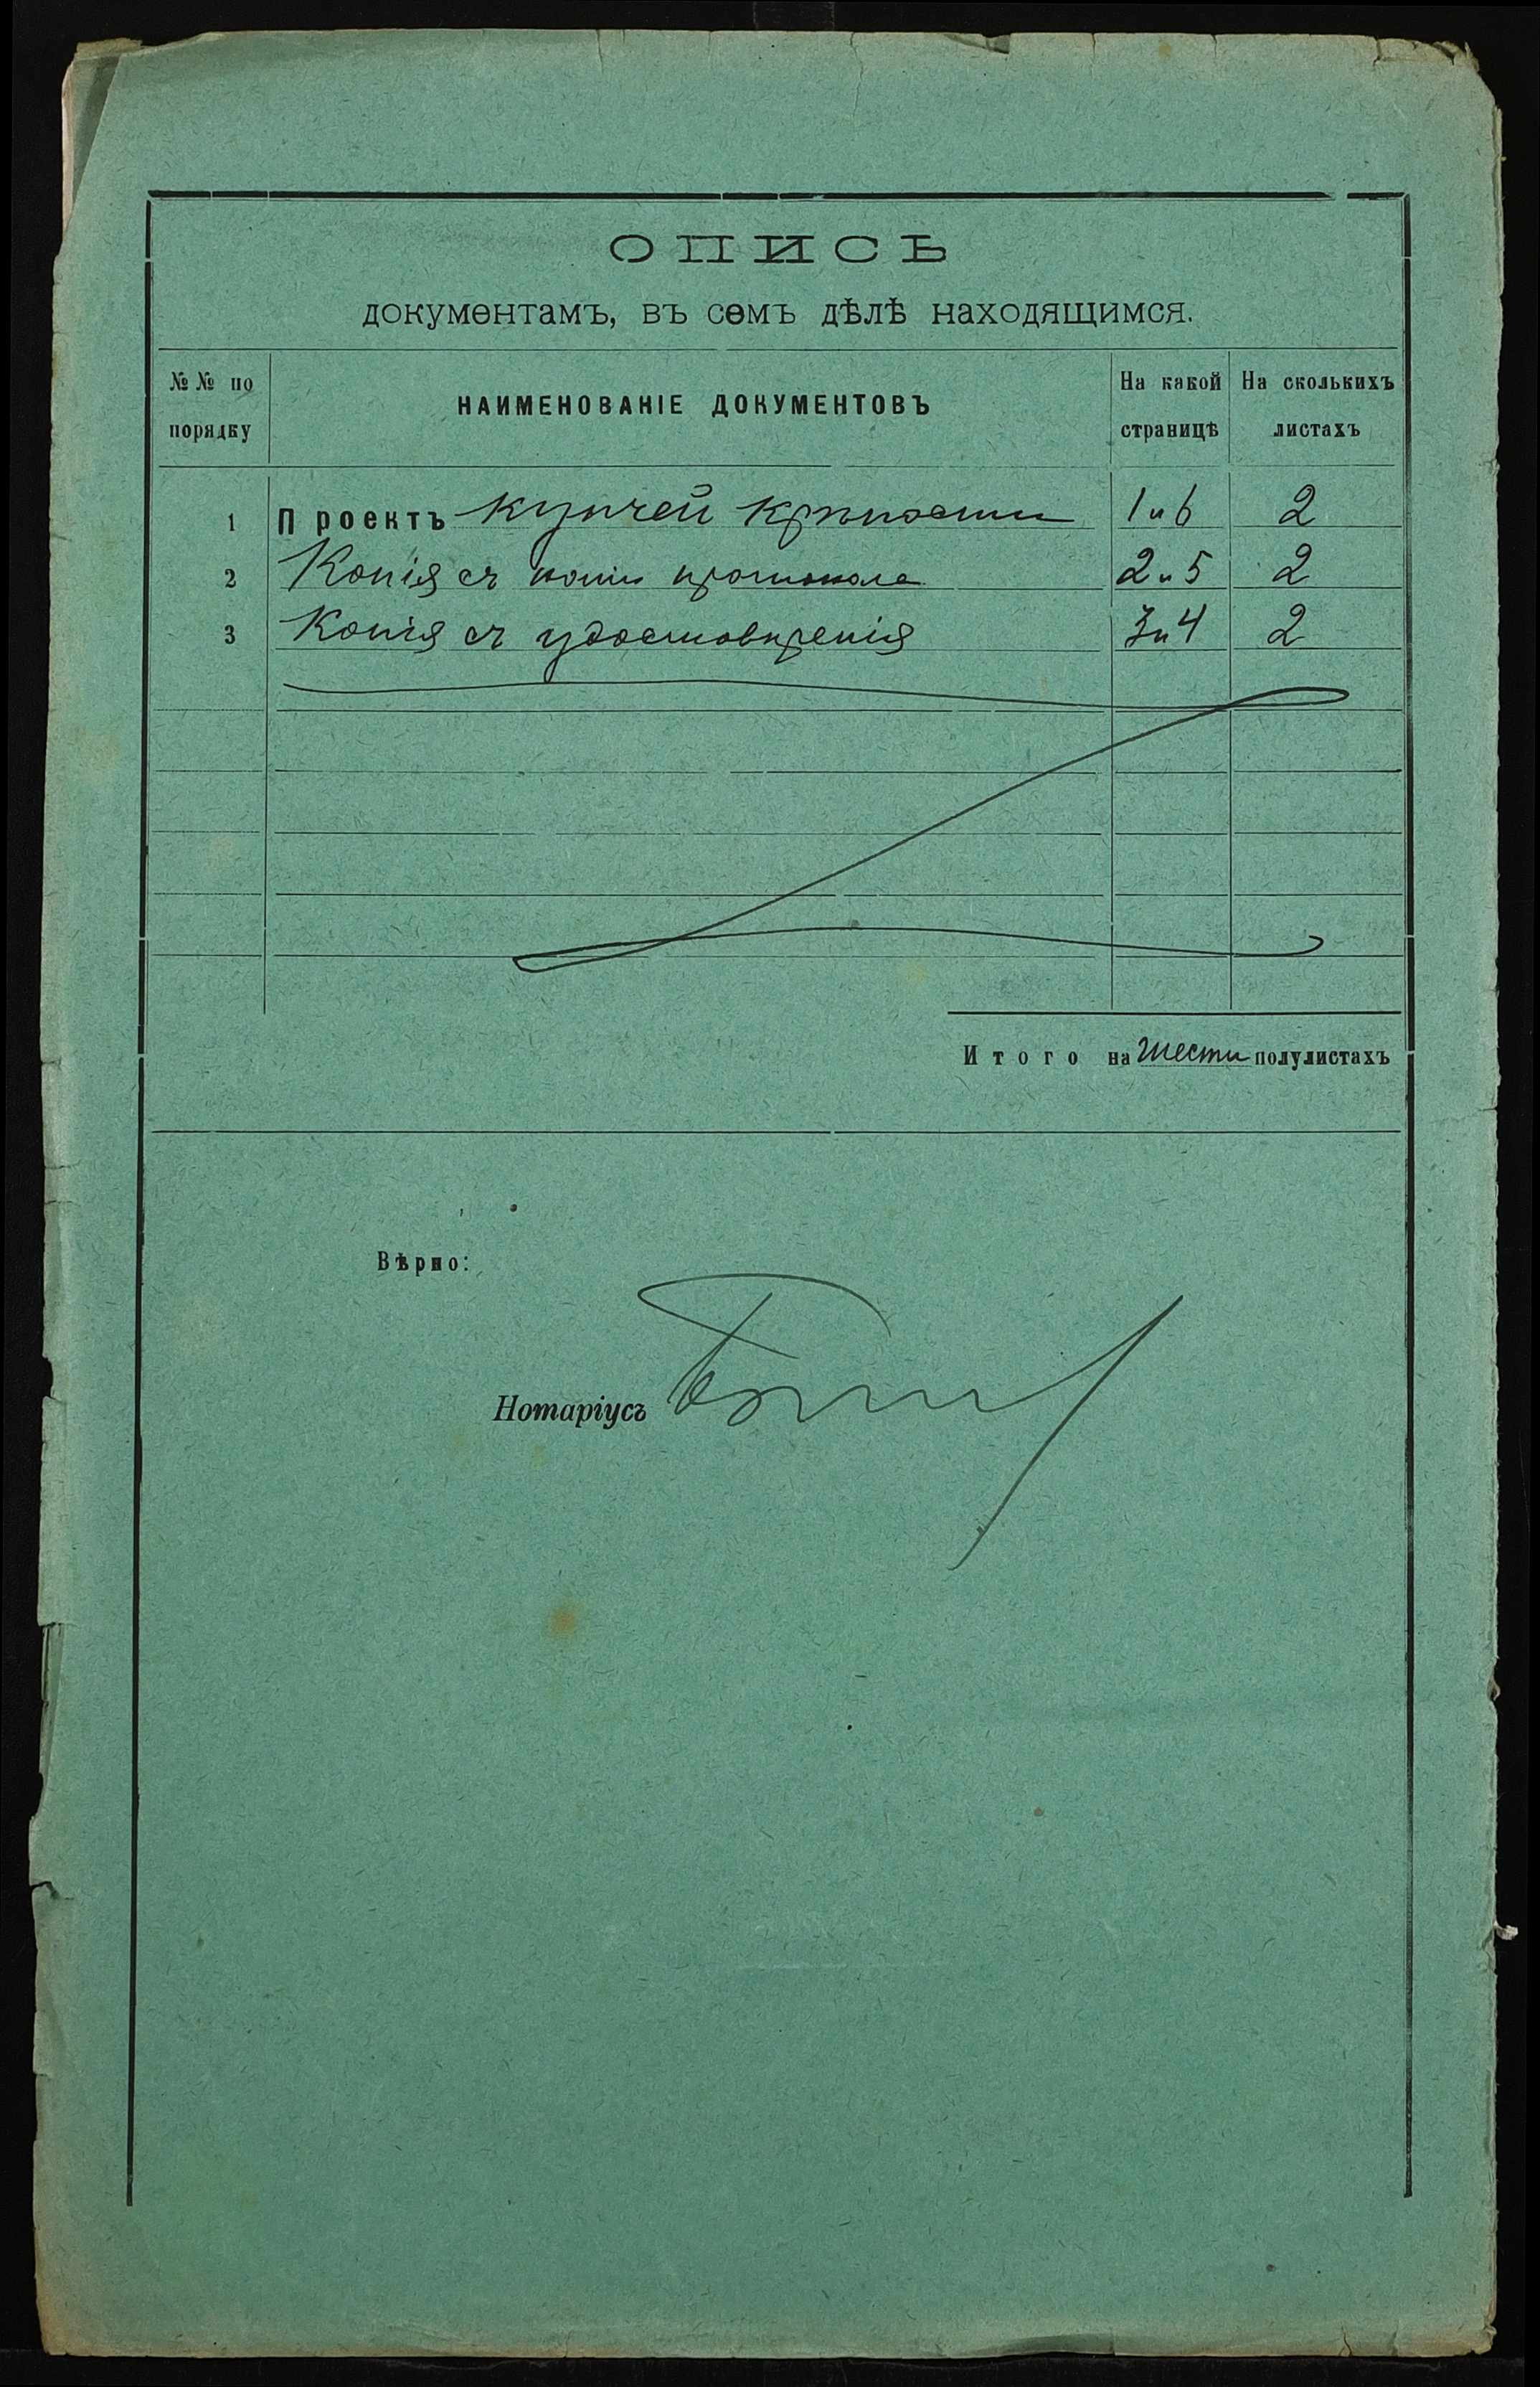 ОПИСЬ
документамъ, въ семъ дѣлѣ находящимся.
№№ по порядку НАИМЕНОВАНІЕ ДОКУМЕНТОВЪ На какой страницѣ На сколькихъ листахъ
1 Проектъ купчей крѣпости 1 и 6 2
2 Копія съ копіи протокола 2 и 5 2
3 Копія съ удостовѣренія 3 и 4 2
Итого на шести полулистахъ
Вѣрно:
Нотаріусъ